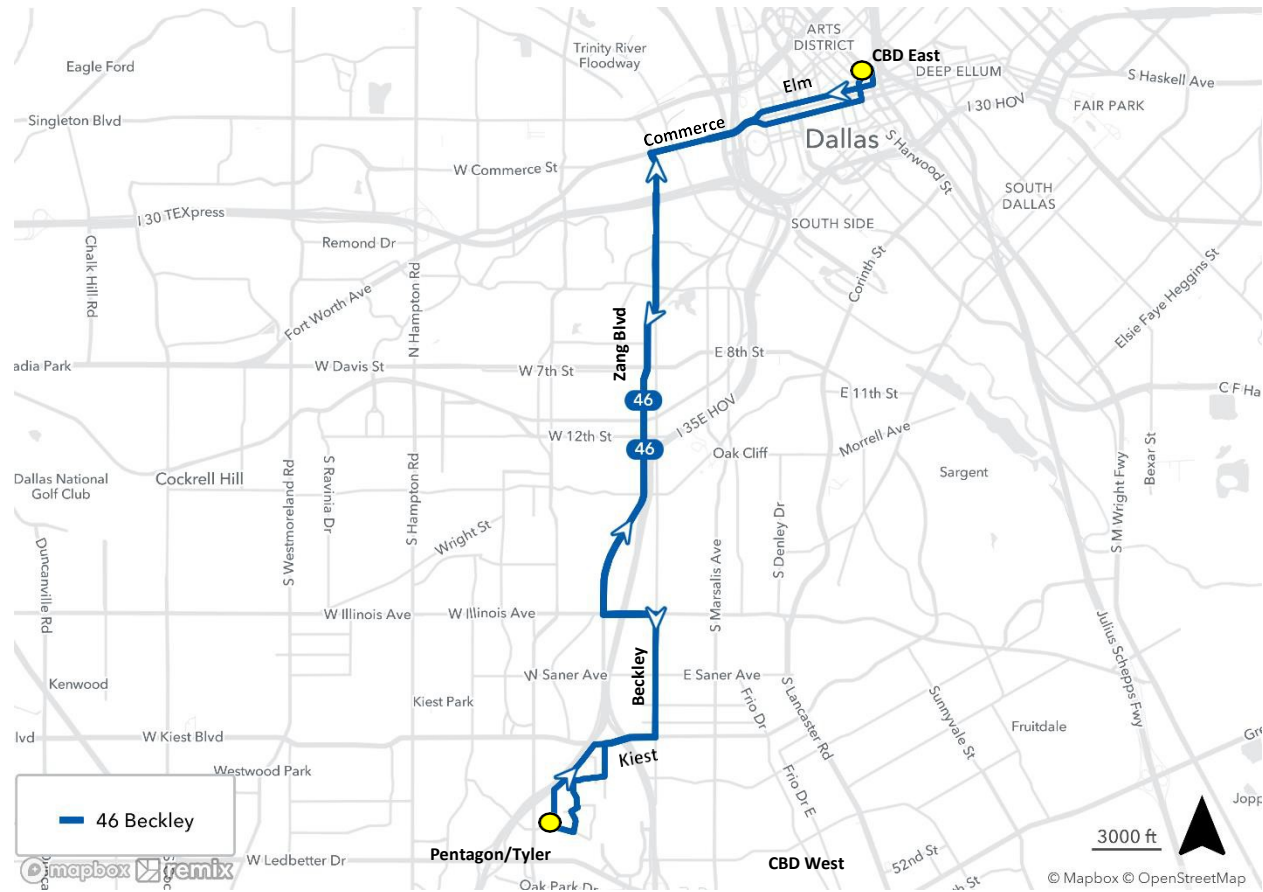 ARTS
DISTRICT
CBD East
Trinity River
Floodway
Eagle Ford
DEEP ELLUM
S Haskell Ave
Elm
I 30 HOV
FAIR PARK
Singleton Blvd
Commerce
Dallas
S Harwood St
W Commerce St
SOUTH
DALLAS
I 30 TEXpress
SOUTH SIDE
Remond Dr
Chalk Hill Rd
N Hampton Rd
Corinth St
Elsie Faye Heggins St
Fort Worth Ave
Zang Blvd
E 8th St
adia Park
W Davis St
W 7th St
C F Ha
46
E 11th St
I 35E HOV
W 12th St
46
Morrell Ave
Oak Cliff
Bexar St
Dallas National
Golf Club
Cockrell Hill
S Westmoreland Rd
S Ravinia Dr
S Hampton Rd
Sargent
S M Wright Fwy
Wright St
S Denley Dr
Duncanville Rd
S Marsalis Ave
W Illinois Ave
W Illinois Ave
Julius Schepps Fwy
Beckley
W Saner Ave
E Saner Ave
Kenwood
Kiest Park
Frio Dr
S Lancaster Rd
Sunnyvale St
Fruitdale
lvd
W Kiest Blvd
Gre
Kiest
Westwood Park
Frio Dr E
Jopp
46 Beckley
3000 ft
Pentagon/Tyler
CBD West
52nd St
W Ledbetter Dr
mapbox
remix
Oak Park Dr
© Mapbox © OpenStreetMap